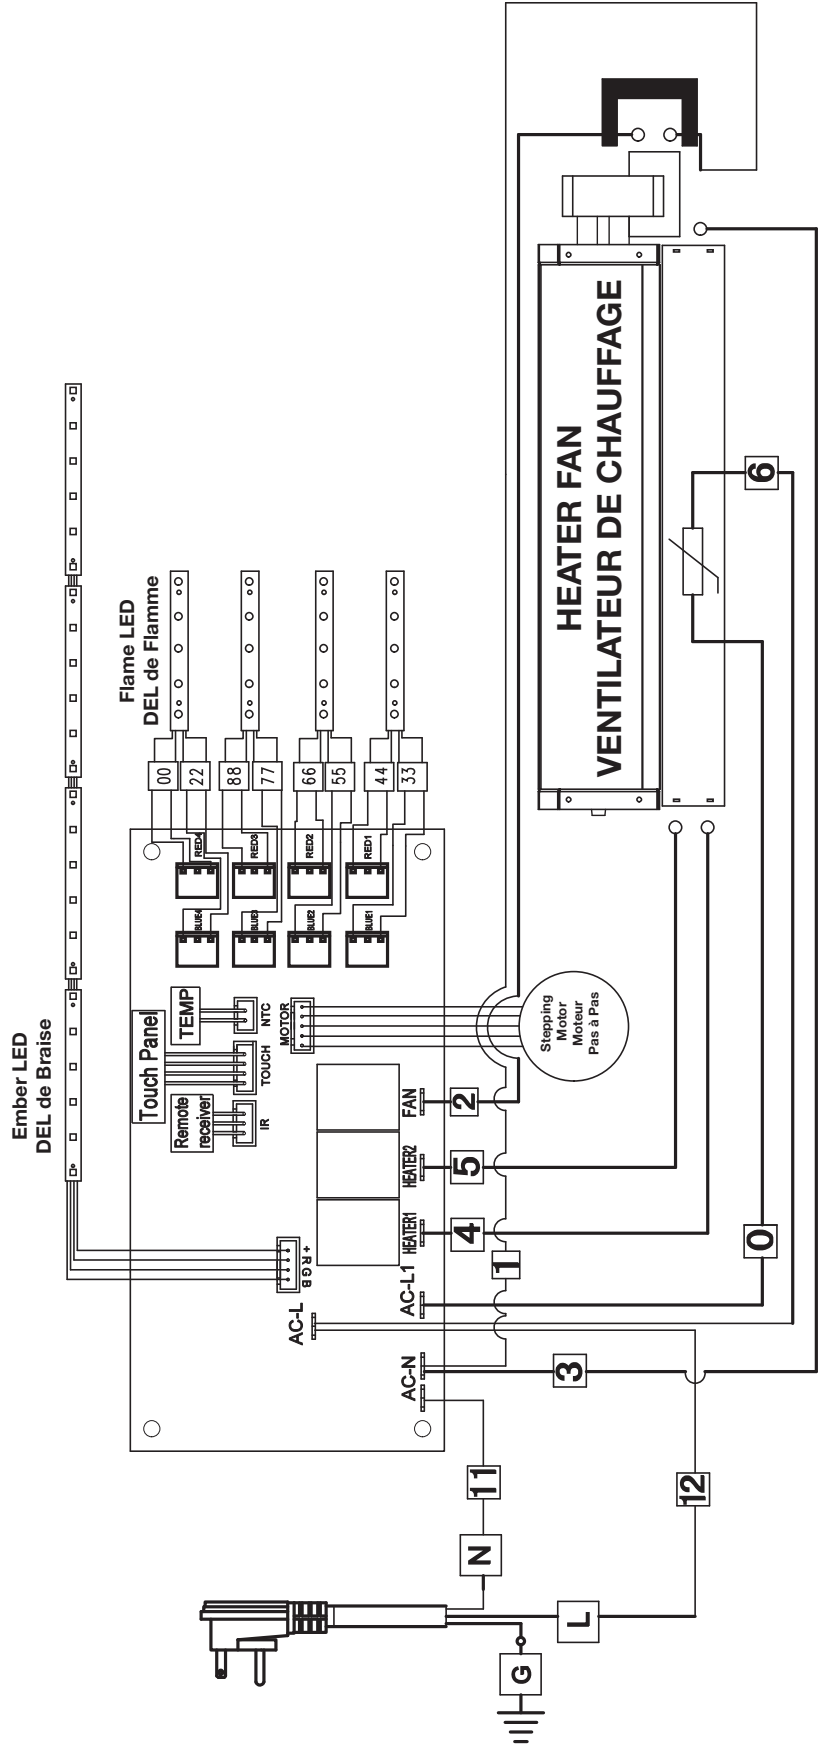 Ember LED
DEL de Braise
Flame LED
DEL de Flamme
00
22
88
77
66
55
44
33
RED4
RED3
RED2
RED1
BLUE4
BLUE3
BLUE2
BLUE1
Touch Panel
TEMP
Remote
receiver
NTC
TOUCH
IR
MOTOR
+ R G B
Stepping
Motor
Moteur
Pas à Pas
FAN
HEATER2
HEATER1
AC-L1
AC-L
AC-N
2
5
4
1
0
3
6
11
12
N
L
G
HEATER FAN
VENTILATEUR DE CHAUFFAGE